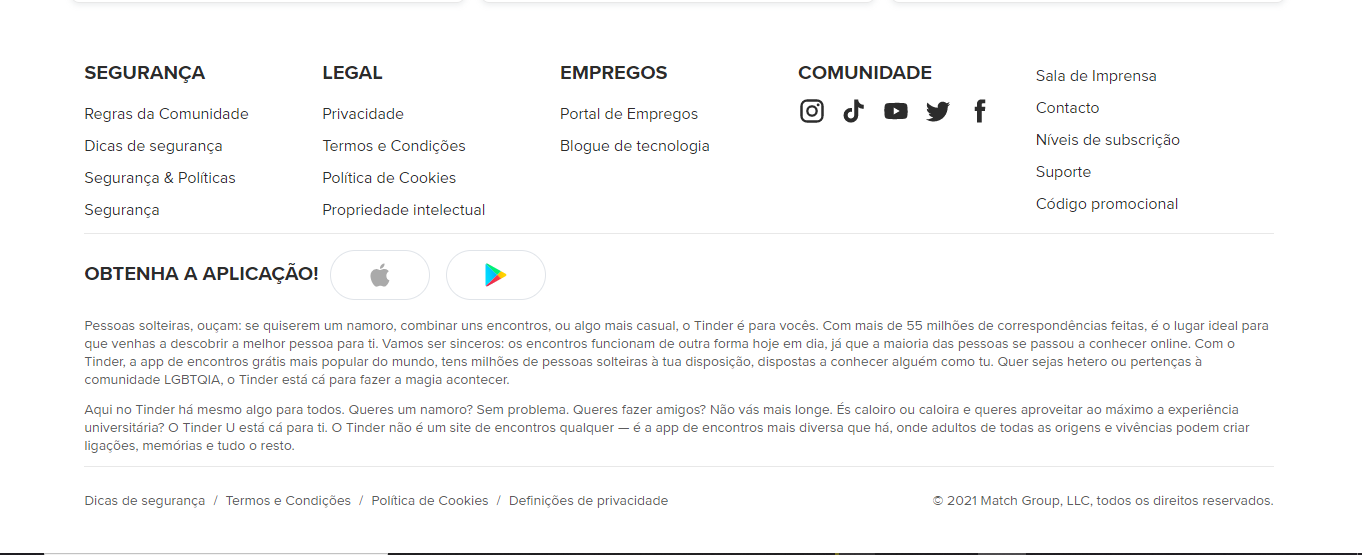 SEGURANÇA
Regras da Comunidade
Dicas de segurança
Segurança & Políticas
Segurança
LEGAL
Privacidade
Termos e Condições
Política de Cookies
Propriedade intelectual
EMPREGOS
Portal de Empregos
Blogue de tecnologia
COMUNIDADE
Sala de Imprensa
Contacto
Níveis de subscrição
Suporte
Código promocional
OBTENHA A APLICAÇÃO!
Pessoas solteiras, ouçam: se quiserem um namoro, combinar uns encontros, ou algo mais casual, o Tinder é para vocês. Com mais de 55 milhões de correspondências feitas, é o lugar ideal para
que venhas a descobrir a melhor pessoa para ti. Vamos ser sinceros: os encontros funcionam de outra forma hoje em dia, já que a maioria das pessoas se passou a conhecer online. Com o
Tinder, a app de encontros grátis mais popular do mundo, tens milhões de pessoas solteiras à tua disposição, dispostas a conhecer alguém como tu. Quer sejas hetero ou pertenças à
comunidade LGBTQIA, o Tinder está cá para fazer a magia acontecer.
Aqui no Tinder há mesmo algo para todos. Queres um namoro? Sem problema. Queres fazer amigos? Não vás mais longe. És caloiro ou caloira e queres aproveitar ao máximo a experiência
universitária? O Tinder U está cá para ti. O Tinder não é um site de encontros qualquer — é a app de encontros mais diversa que há, onde adultos de todas as origens e vivências podem criar
ligações, memórias e tudo o resto.
Dicas de segurança / Termos e Condições / Política de Cookies / Definições de privacidade
© 2021 Match Group, LLC, todos os direitos reservados.